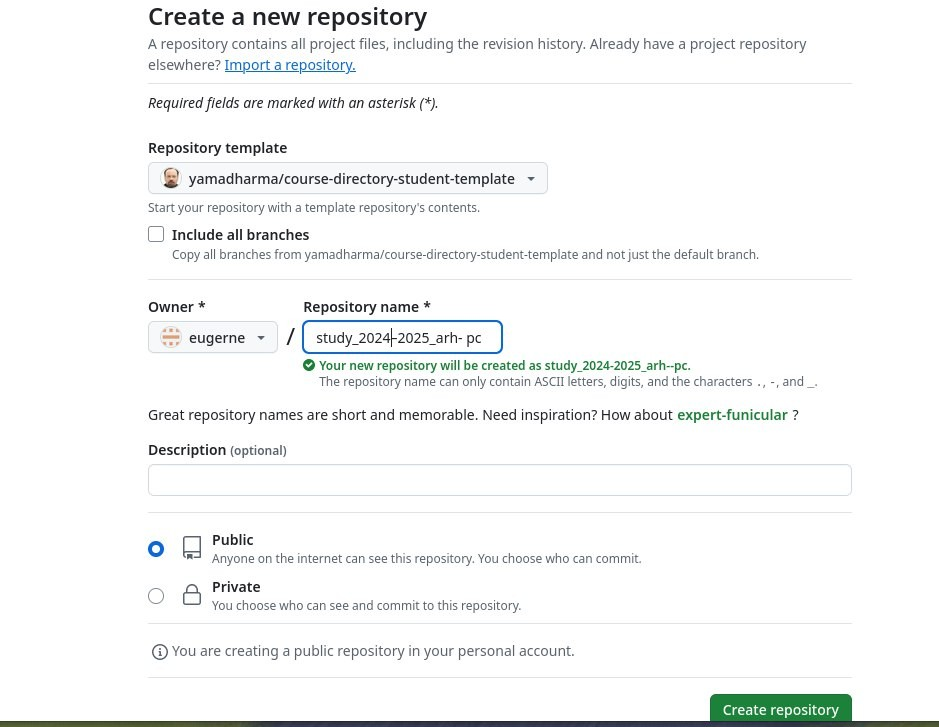 Create a new repository
A repository contains all project files, including the revision history. Already have a project repository
elsewhere? Import a repository.
Required fields are marked with an asterisk (*).
Repository template
yamadharma/course-directory-student-template
Start your repository with a template repository's contents.
Include all branches
Copy all branches from yamadharma/course-directory-student-template and not just the default branch.
Owner * Repository name *
eugerne / study_2024-2025_arh- pc
Your new repository will be created as study_2024-2025_arh--pc.
The repository name can only contain ASCII letters, digits, and the characters ., -, and _.
Great repository names are short and memorable. Need inspiration? How about expert-funicular ?
Description (optional)
Public
Anyone on the internet can see this repository. You choose who can commit.
Private
You choose who can see and commit to this repository.
You are creating a public repository in your personal account.
Create repository